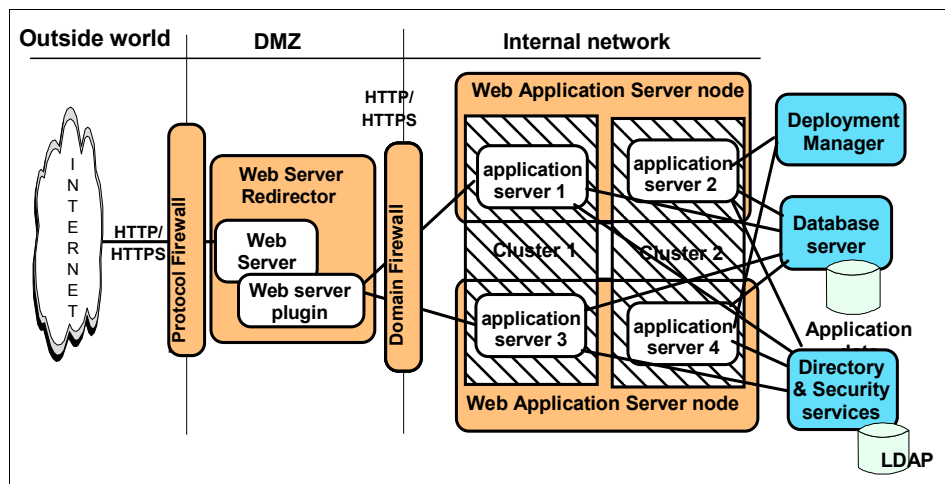 Outside world
DMZ
Internal network
INTERNET
HTTP/
HTTPS
Protocol Firewall
Web Server
Redirector
Web
Server
Web server
plugin
HTTP/
HTTPS
Domain Firewall
Web Application Server node
application
server 1
application
server 2
Cluster 1
Cluster 2
application
server 3
application
server 4
Web Application Server node
Deployment
Manager
Database
server
Application
Directory
& Security
services
LDAP